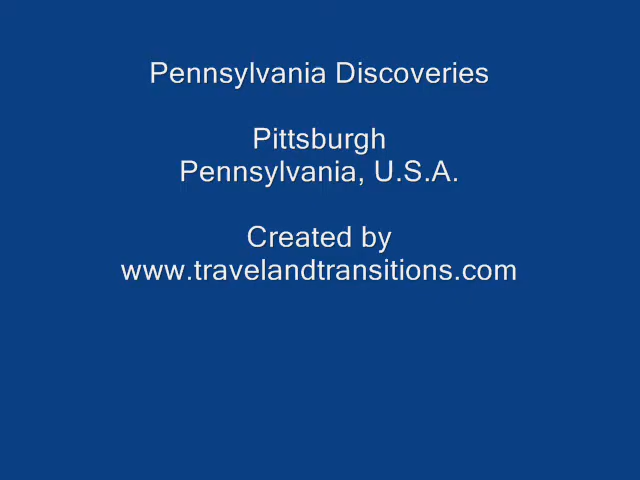 Pennsylvania Discoveries
Pittsburgh
Pennsylvania, U.S.A.
Created by
www.travelandtransitions.com